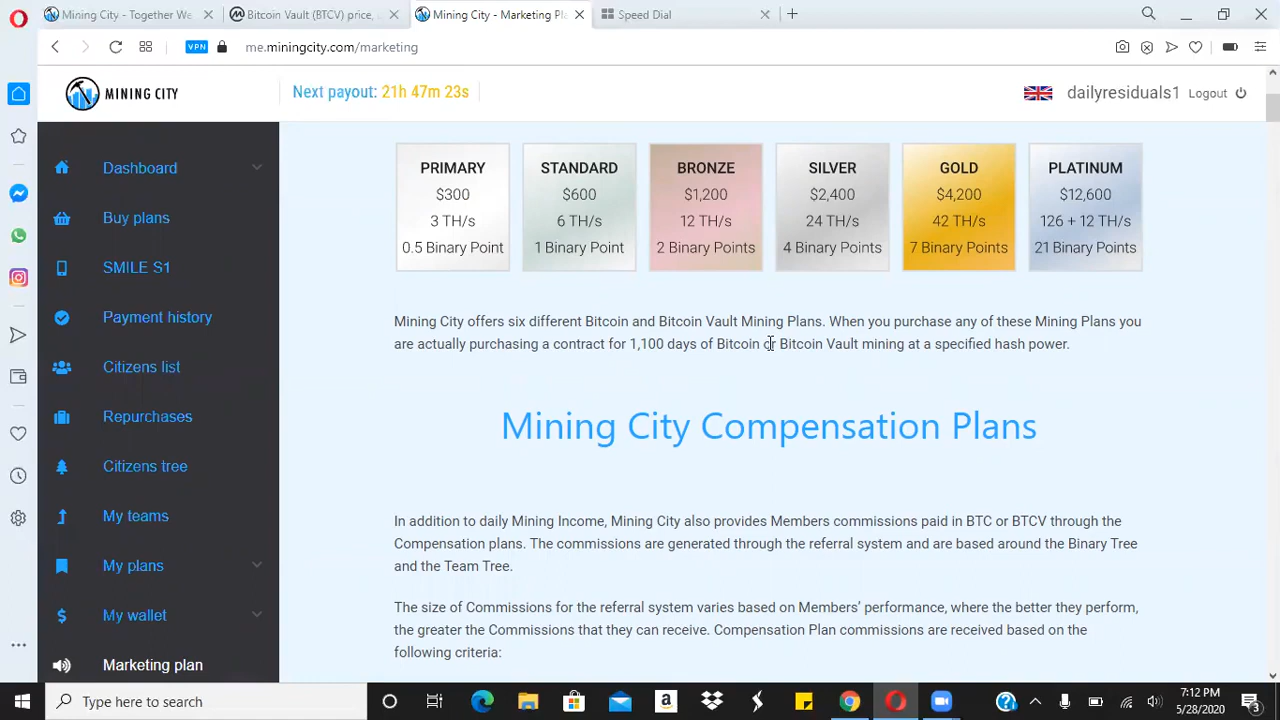 Mining City - Together We
Bitcoin Vault (BTCV) price,
Mining City - Marketing Pl
Speed Dial
VPN
me.miningcity.com/marketing
MINING CITY
Next payout: 21h 47m 23s
dailyresiduals1
Logout
Dashboard
Buy plans
SMILE S1
Payment history
Citizens list
Repurchases
Citizens tree
My teams
My plans
My wallet
Marketing plan
PRIMARY
$300
3 TH/s
0.5 Binary Point
STANDARD
$600
6 TH/s
1 Binary Point
BRONZE
$1,200
12 TH/s
2 Binary Points
SILVER
$2,400
24 TH/s
4 Binary Points
GOLD
$4,200
42 TH/s
7 Binary Points
PLATINUM
$12,600
126 + 12 TH/s
21 Binary Points
Mining City offers six different Bitcoin and Bitcoin Vault Mining Plans. When you purchase any of these Mining Plans you
are actually purchasing a contract for 1,100 days of Bitcoin or Bitcoin Vault mining at a specified hash power.
Mining City Compensation Plans
In addition to daily Mining Income, Mining City also provides Members commissions paid in BTC or BTCV through the
Compensation plans. The commissions are generated through the referral system and are based around the Binary Tree
and the Team Tree.
The size of Commissions for the referral system varies based on Members' performance, where the better they perform,
the greater the Commissions that they can receive. Compensation Plan commissions are received based on the
following criteria:
Type here to search
7:12 PM
5/28/2020
3